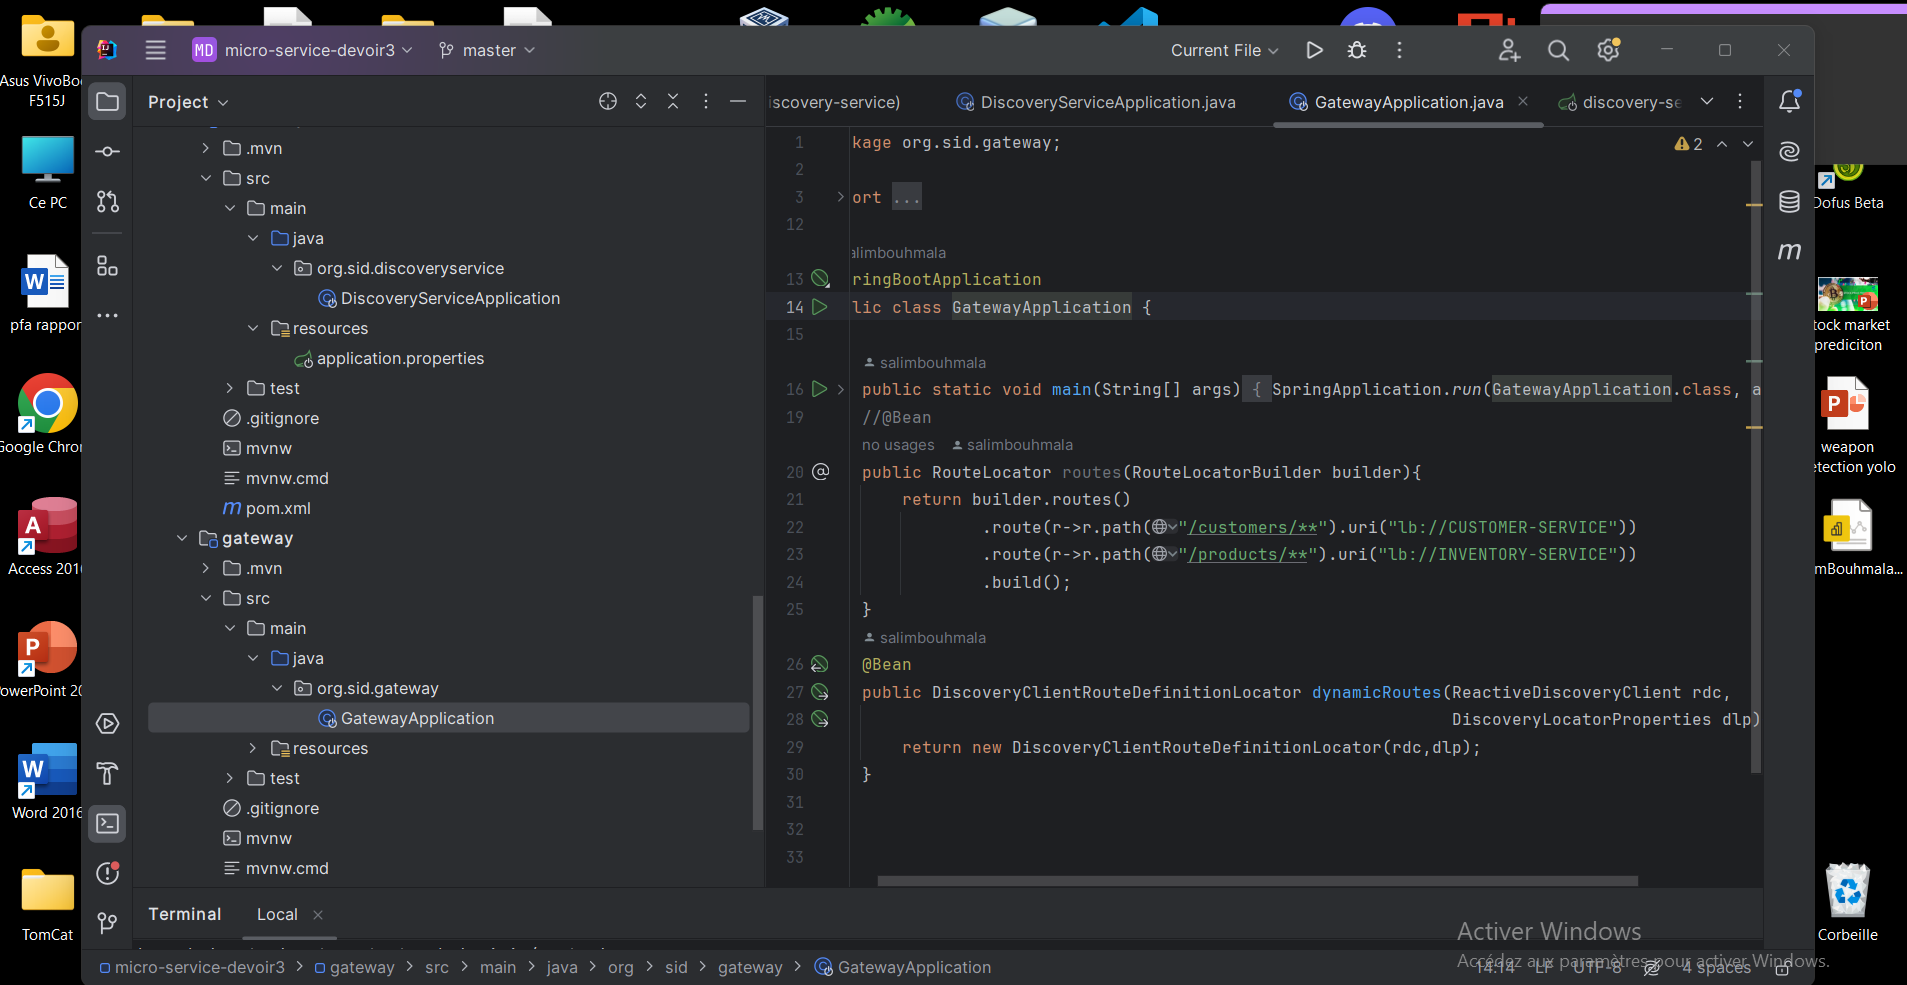 Asus VivoBo
F515J
Ce PC
pfa rappor
Google Chro
Access 201
PowerPoint 20
Word 2016
TomCat
MD micro-service-devoir3
master
Current File
Project
.mvn
src
main
java
org.sid.discoveryservice
DiscoveryServiceApplication
resources
application.properties
test
.gitignore
mvnw
mvnw.cmd
pom.xml
gateway
.mvn
src
main
java
org.sid.gateway
GatewayApplication
resources
test
.gitignore
mvnw
mvnw.cmd
iscovery-service)
DiscoveryServiceApplication.java
GatewayApplication.java
discovery-se
2
1 kage org.sid.gateway;
2
3 ort ...
12
alimbouhmala
13 ringBootApplication
14 lic class GatewayApplication {
15
salimbouhmala
16 public static void main(String[] args) { SpringApplication.run(GatewayApplication.class, a
19 //@Bean
no usages salimbouhmala
20 public RouteLocator routes(RouteLocatorBuilder builder){
21 return builder.routes()
22 .route(r->r.path("/customers/**").uri("lb://CUSTOMER-SERVICE"))
23 .route(r->r.path("/products/**").uri("lb://INVENTORY-SERVICE"))
24 .build();
25 }
salimbouhmala
26 @Bean
27 public DiscoveryClientRouteDefinitionLocator dynamicRoutes(ReactiveDiscoveryClient rdc,
28 DiscoveryLocatorProperties dlp)
29 return new DiscoveryClientRouteDefinitionLocator(rdc,dlp);
30 }
31
32
33
m
Dofus Beta
tock market
prediciton
weapon
etection yolo
mBouhmala...
Corbeille
Terminal
Local
Activer Windows
Accédez aux paramètres pour activer Windows.
micro-service-devoir3 > gateway > src > main > java > org > sid > gateway > GatewayApplication
14:14 LF UTF-8 4 spaces